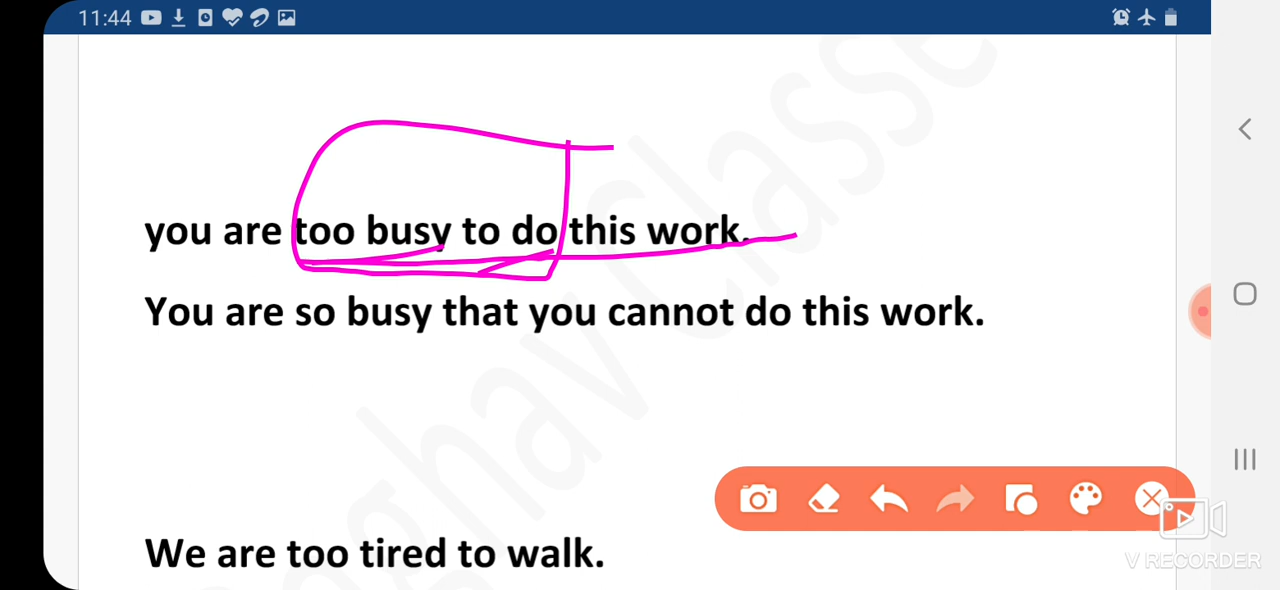 11:44
you are too busy to do this work.
You are so busy that you cannot do this work.
We are too tired to walk.
V RECORDER